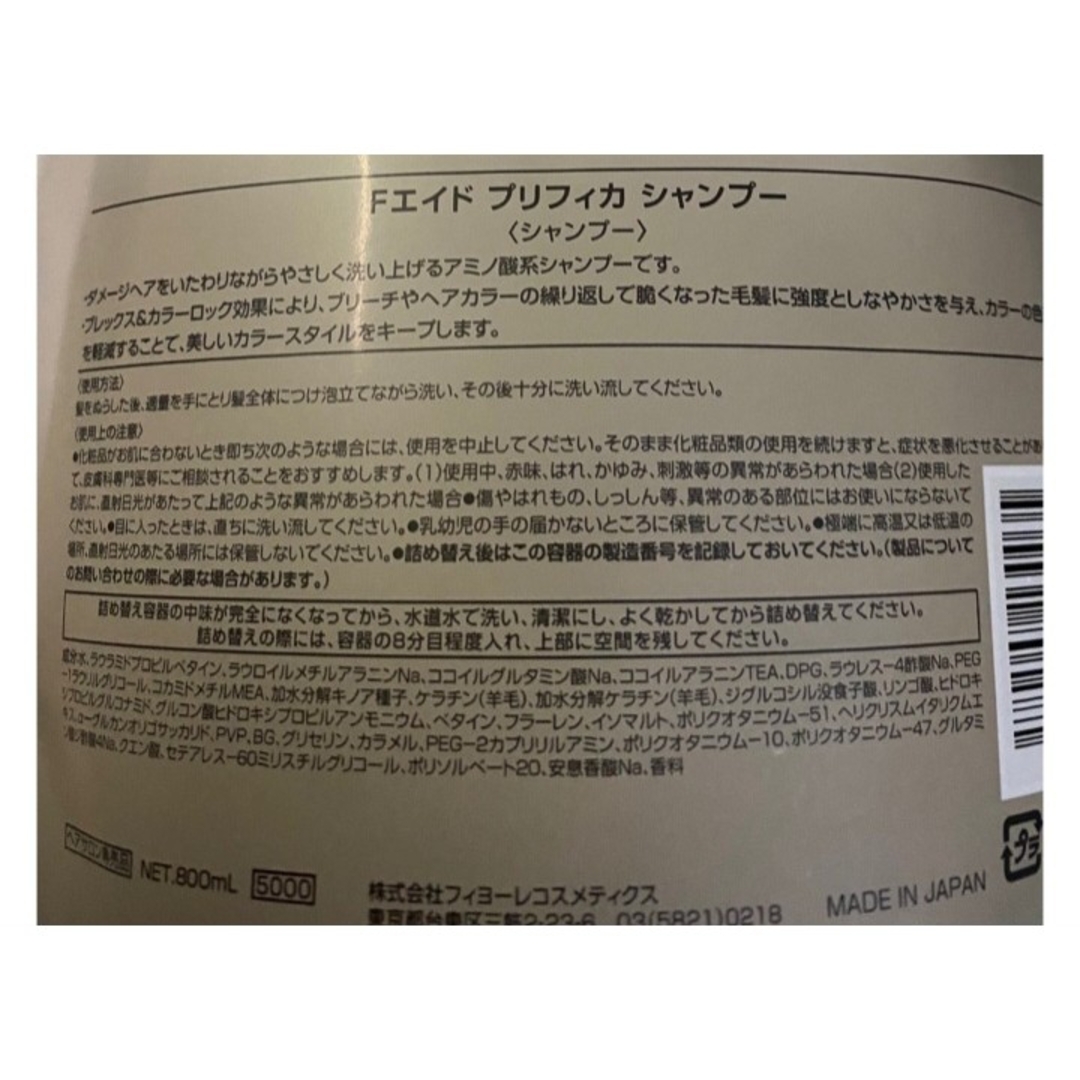 Fエイド プリフィカ シャンプー
〈シャンプー〉
･ダメージヘアをいたわりながらやさしく洗い上げるアミノ酸系シャンプーです。
･プレックス&カラーロック効果により、ブリーチやヘアカラーの繰り返しで脆くなった毛髪に強度としなやかさを与え、カラーの色
を軽減することで、美しいカラースタイルをキープします。
〈使用方法〉
髪をぬらした後、適量を手にとり髪全体につけ泡立てながら洗い、その後十分に洗い流してください。
〈使用上の注意〉
●化粧品がお肌に合わないとき即ち次のような場合には、使用を中止してください。そのまま化粧品類の使用を続けますと、症状を悪化させることがあ
て、皮膚科専門医等にご相談されることをおすすめします。(1)使用中、赤味、はれ、かゆみ、刺激等の異常があらわれた場合(2)使用した
お肌に、直射日光があたって上記のような異常があらわれた場合●傷やはれもの、しっしん等、異常のある部位にはお使いにならないで
ください。●目に入ったときは、直ちに洗い流してください。●乳幼児の手の届かないところに保管してください。●極端に高温又は低温の
場所、直射日光のあたる場所には保管しないでください。●詰め替え後はこの容器の製造番号を記録しておいてください。(製品について
のお問い合わせの際に必要な場合があります。)
詰め替え容器の中味が完全になくなってから、水道水で洗い、清潔にし、よく乾かしてから詰め替えてください。
詰め替えの際には、容器の8分目程度入れ、上部に空間を残してください。
成分:水、ラウラミドプロピルベタイン、ラウロイルメチルアラニンNa、ココイルグルタミン酸Na、ココイルアラニンTEA、DPG、ラウレス-4酢酸Na、PEG
-1ラウリルグリコール、コカミドメチルMEA、加水分解キノア種子、ケラチン(羊毛)、加水分解ケラチン(羊毛)、ジグルコシル没食子酸、リンゴ酸、ヒドロキ
シプロピルグルコナミド、グルコン酸ヒドロキシプロピルアンモニウム、ベタイン、フラーレン、イソマルト、ポリクオタニウム-51、ヘリクリスムイタリクムエ
キス、α-グルカンオリゴサッカリド、PVP、BG、グリセリン、カラメル、PEG-2カプリリルアミン、ポリクオタニウム-10、ポリクオタニウム-47、グルタミ
ン酸二酢酸4Na、クエン酸、セテアレス-60ミリスチルグリコール、ポリソルベート20、安息香酸Na、香料
ヘアサロン専売品 NET.800mL 5000 株式会社フィヨーレコスメティクス
東京都台東区三筋2-23-6 03(5821)0218
MADE IN JAPAN
プラ